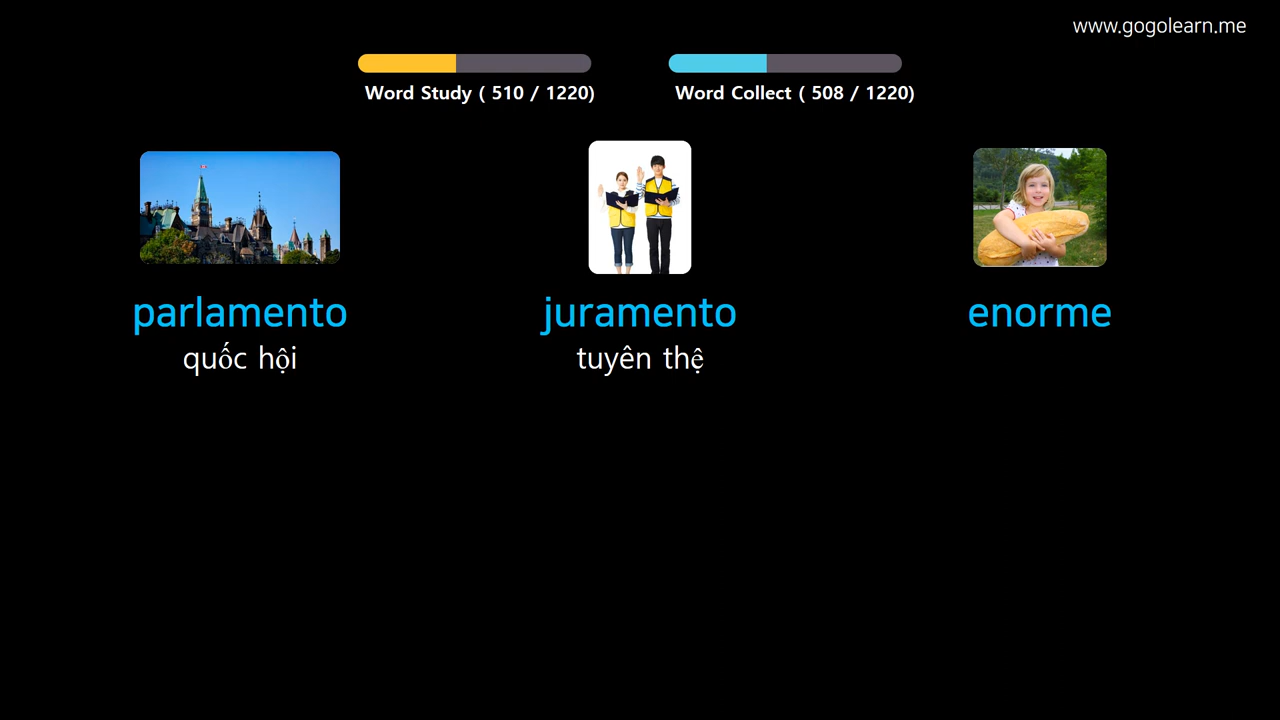 www.gogolearn.me
Word Study ( 510 / 1220)
Word Collect ( 508 / 1220)
parlamento
quốc hội
juramento
tuyên thệ
enorme